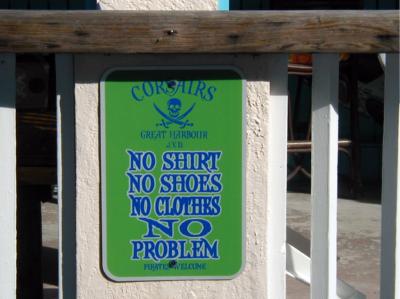 CORSAIRS
GREAT HARBOUR
J.V.D.
NO SHIRT
NO SHOES
NO CLOTHES
NO
PROBLEM
PIRATES WELCOME